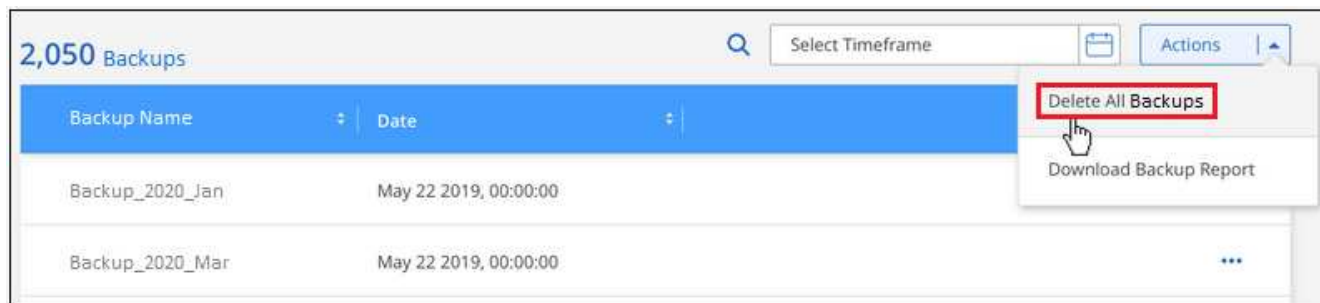 2,050 Backups
Select Timeframe
Actions
Delete All Backups
Download Backup Report
Backup Name
Date
Backup_2020_Jan
May 22 2019, 00:00:00
Backup_2020_Mar
May 22 2019, 00:00:00